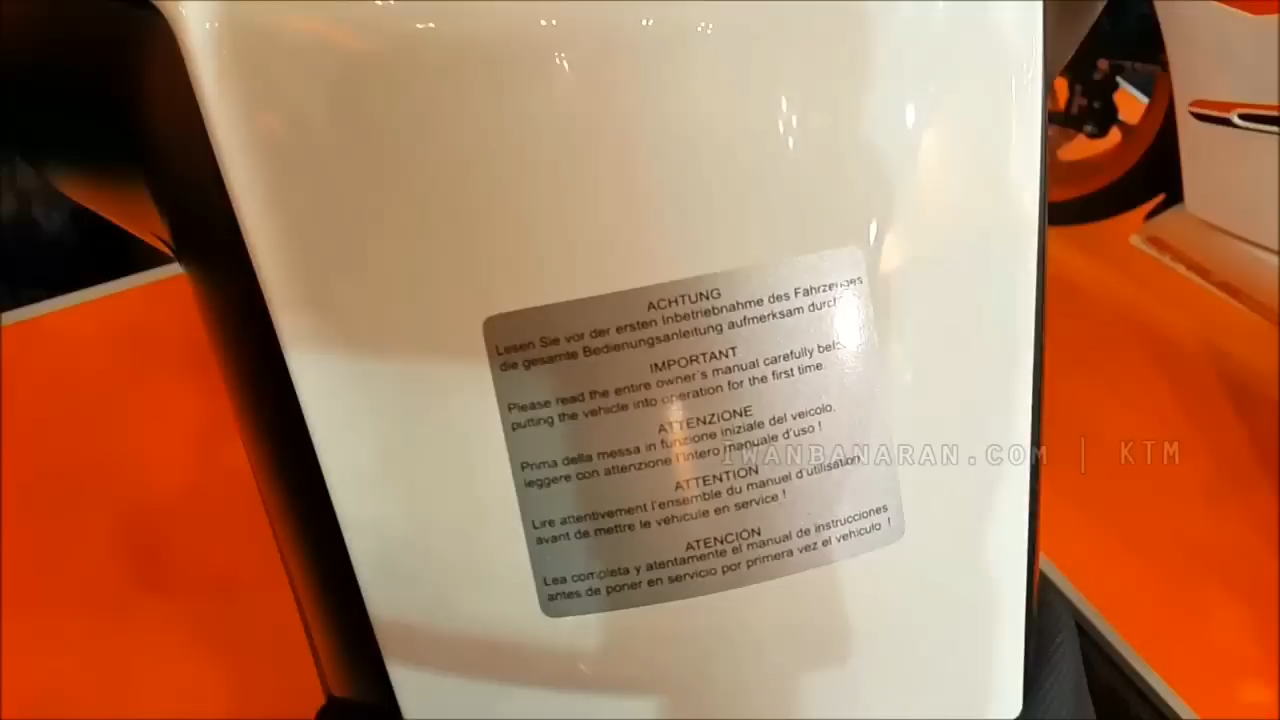 ACHTUNG
Lesen Sie vor der ersten Inbetriebnahme des Fahrzeuges
die gesamte Bedienungsanleitung aufmerksam
IMPORTANT
Please read the entire owner's manual carefully
putting the vehicle into operation for the first time.
ATTENZIONE
Prima della messa in funzione iniziale del veicolo,
leggere con attenzione l'intero manuale d'uso !
IWANBANARAN.COM | KTM
ATTENTION
Lire attentivement l'ensemble du manuel d'utilisation
avant de mettre le véhicule en service !
ATENCION
Lea completa y atentamente el manual de instrucciones
antes de poner en servicio por primera vez el vehiculo !